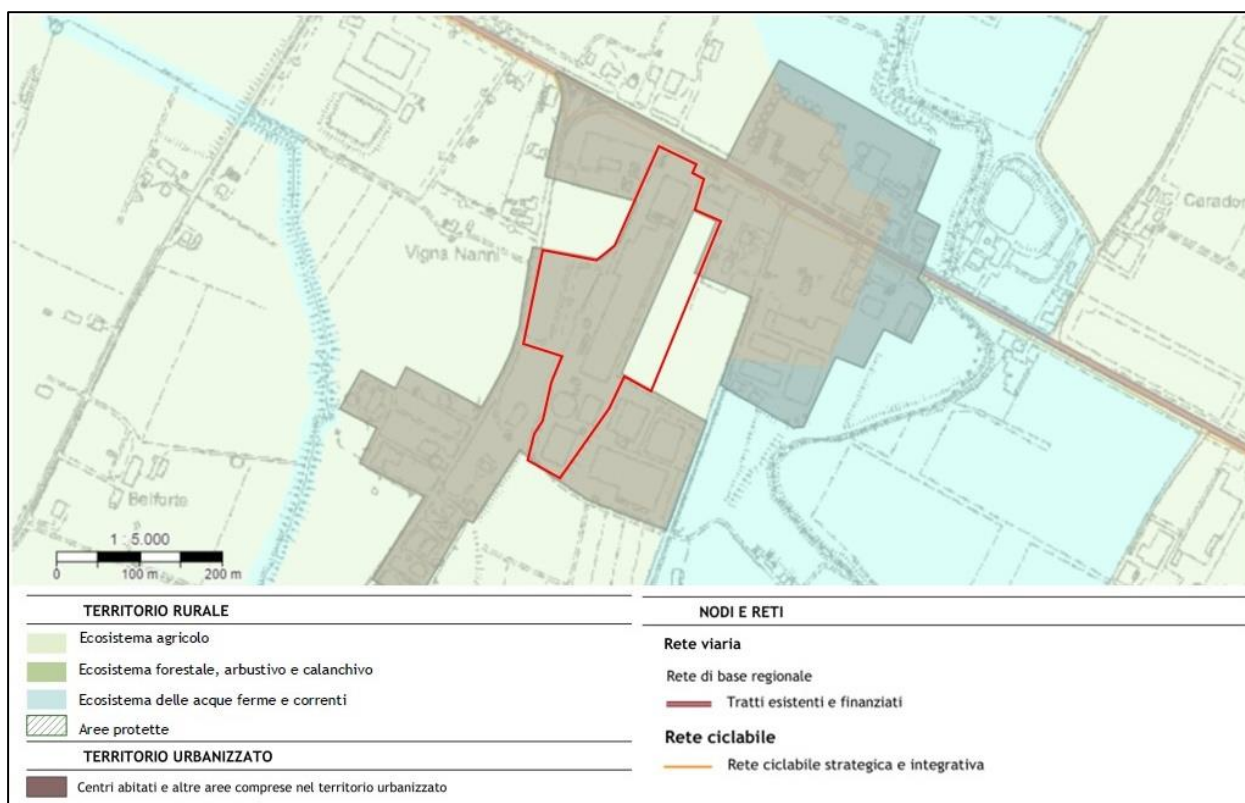 Vigna Nanni
Belforte
1 : 5.000
0 100 m 200 m
TERRITORIO RURALE
Ecosistema agricolo
Ecosistema forestale, arbustivo e calanchivo
Ecosistema delle acque ferme e correnti
Aree protette
TERRITORIO URBANIZZATO
Centri abitati e altre aree comprese nel territorio urbanizzato
NODI E RETI
Rete viaria
Rete di base regionale
Tratti esistenti e finanziati
Rete ciclabile
Rete ciclabile strategica e integrativa